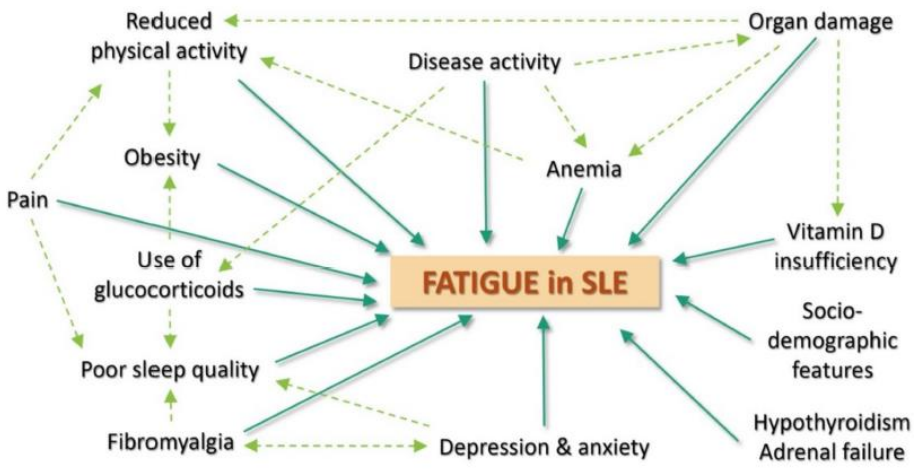 Reduced
physical activity
Organ damage
Disease activity
Obesity
Anemia
Pain
Use of
glucocorticoids
FATIGUE in SLE
Vitamin D
insufficiency
Socio-
demographic
features
Poor sleep quality
Fibromyalgia
Depression & anxiety
Hypothyroidism
Adrenal failure